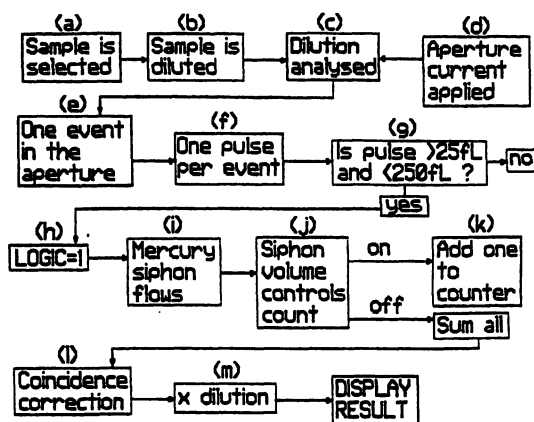 (a)
Sample is
selected
(b)
Sample is
diluted
(c)
Dilution
analysed
(d)
Aperture
current
applied
(e)
One event
in the
aperture
(f)
One pulse
per event
(g)
Is pulse >25fL
and <250fL ?
no
yes
(h)
LOGIC=1
(i)
Mercury
siphon
flows
(j)
Siphon
volume
controls
count
on
off
(k)
Add one
to
counter
Sum all
(l)
Coincidence
correction
(m)
x dilution
DISPLAY
RESULT